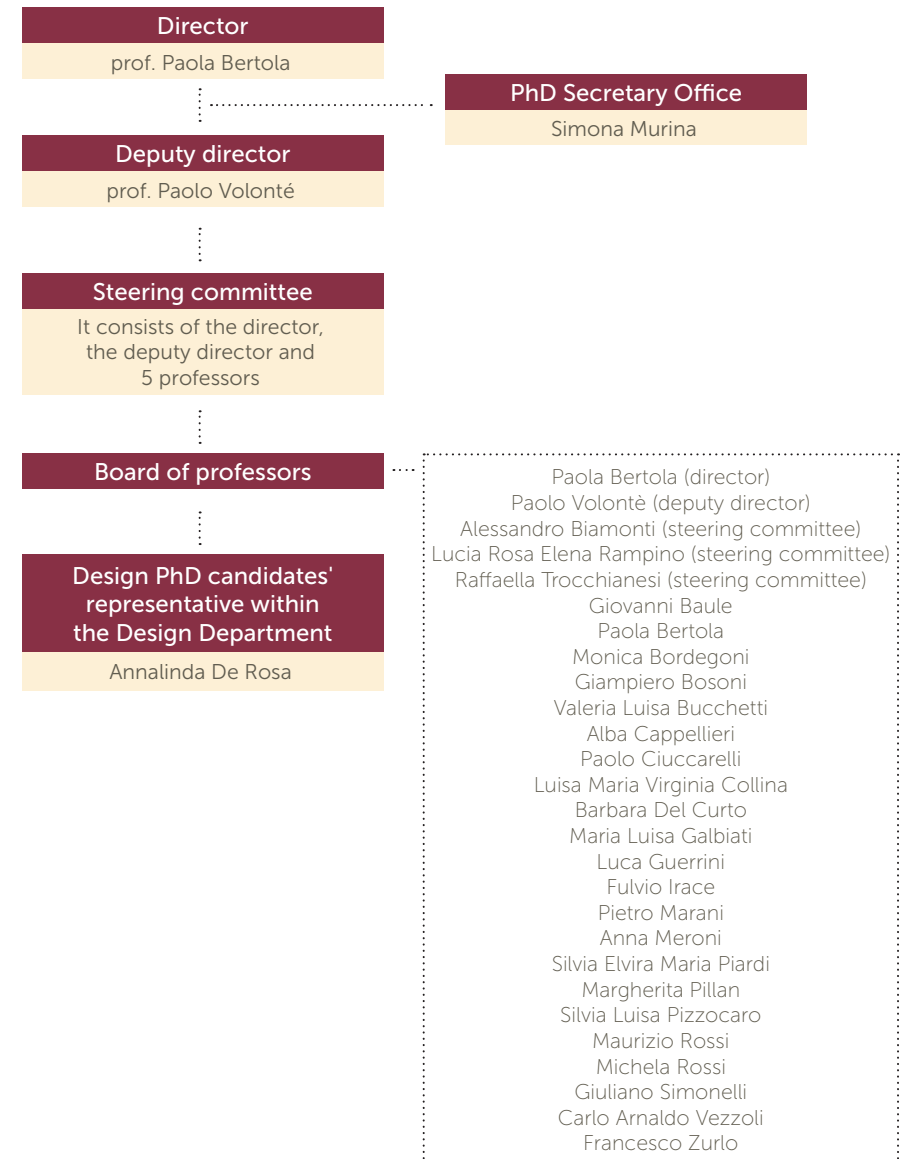 Director
prof. Paola Bertola
PhD Secretary Office
Simona Murina
Deputy director
prof. Paolo Volonté
Steering committee
It consists of the director,
the deputy director and
5 professors
Board of professors
Design PhD candidates'
representative within
the Design Department
Annalinda De Rosa
Paola Bertola (director)
Paolo Volontè (deputy director)
Alessandro Biamonti (steering committee)
Lucia Rosa Elena Rampino (steering committee)
Raffaella Trocchianesi (steering committee)
Giovanni Baule
Paola Bertola
Monica Bordegoni
Giampiero Bosoni
Valeria Luisa Bucchetti
Alba Cappellieri
Paolo Ciuccarelli
Luisa Maria Virginia Collina
Barbara Del Curto
Maria Luisa Galbiati
Luca Guerrini
Fulvio Irace
Pietro Marani
Anna Meroni
Silvia Elvira Maria Piardi
Margherita Pillan
Silvia Luisa Pizzocaro
Maurizio Rossi
Michela Rossi
Giuliano Simonelli
Carlo Arnaldo Vezzoli
Francesco Zurlo